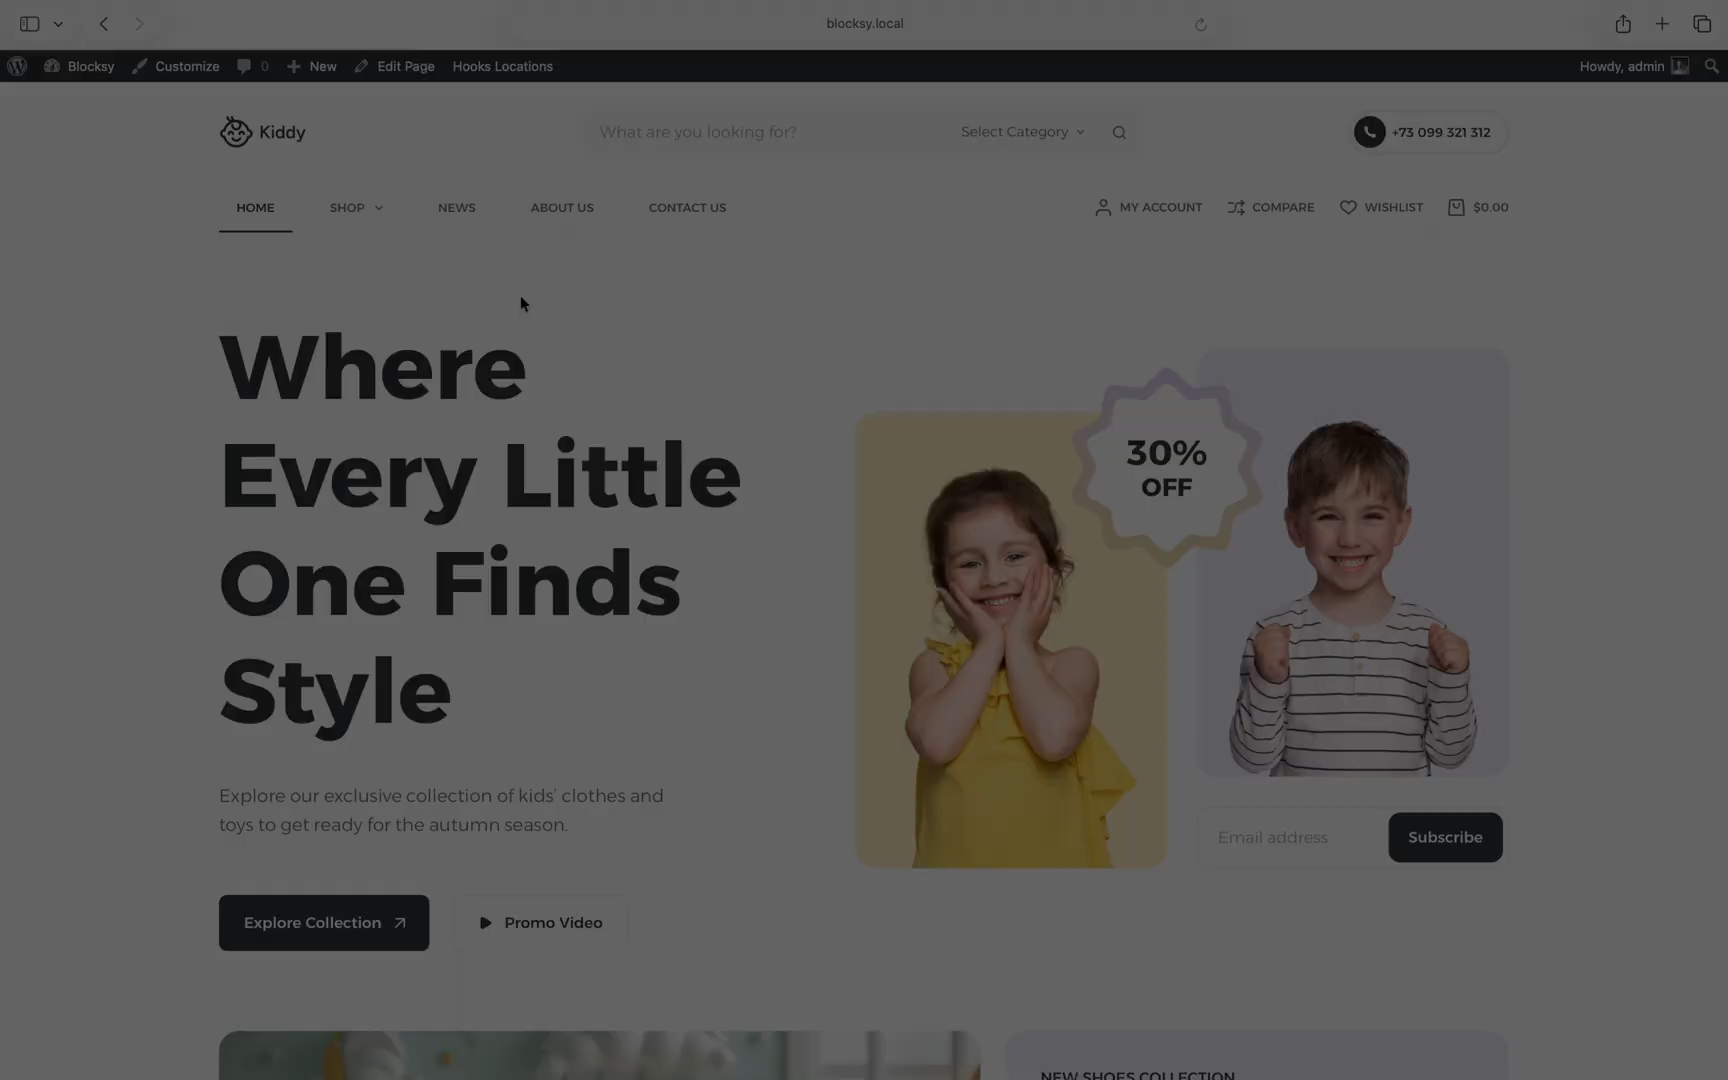 blocksy.local
Blocksy Customize 0 New Edit Page Hooks Locations Howdy, admin
Kiddy What are you looking for? Select Category +73 099 321 312
HOME SHOP NEWS ABOUT US CONTACT US MY ACCOUNT COMPARE WISHLIST $0.00
Where
Every Little
One Finds
Style
30%
OFF
Explore our exclusive collection of kids' clothes and
toys to get ready for the autumn season.
Email address Subscribe
Explore Collection Promo Video
NEW SHOES COLLECTION